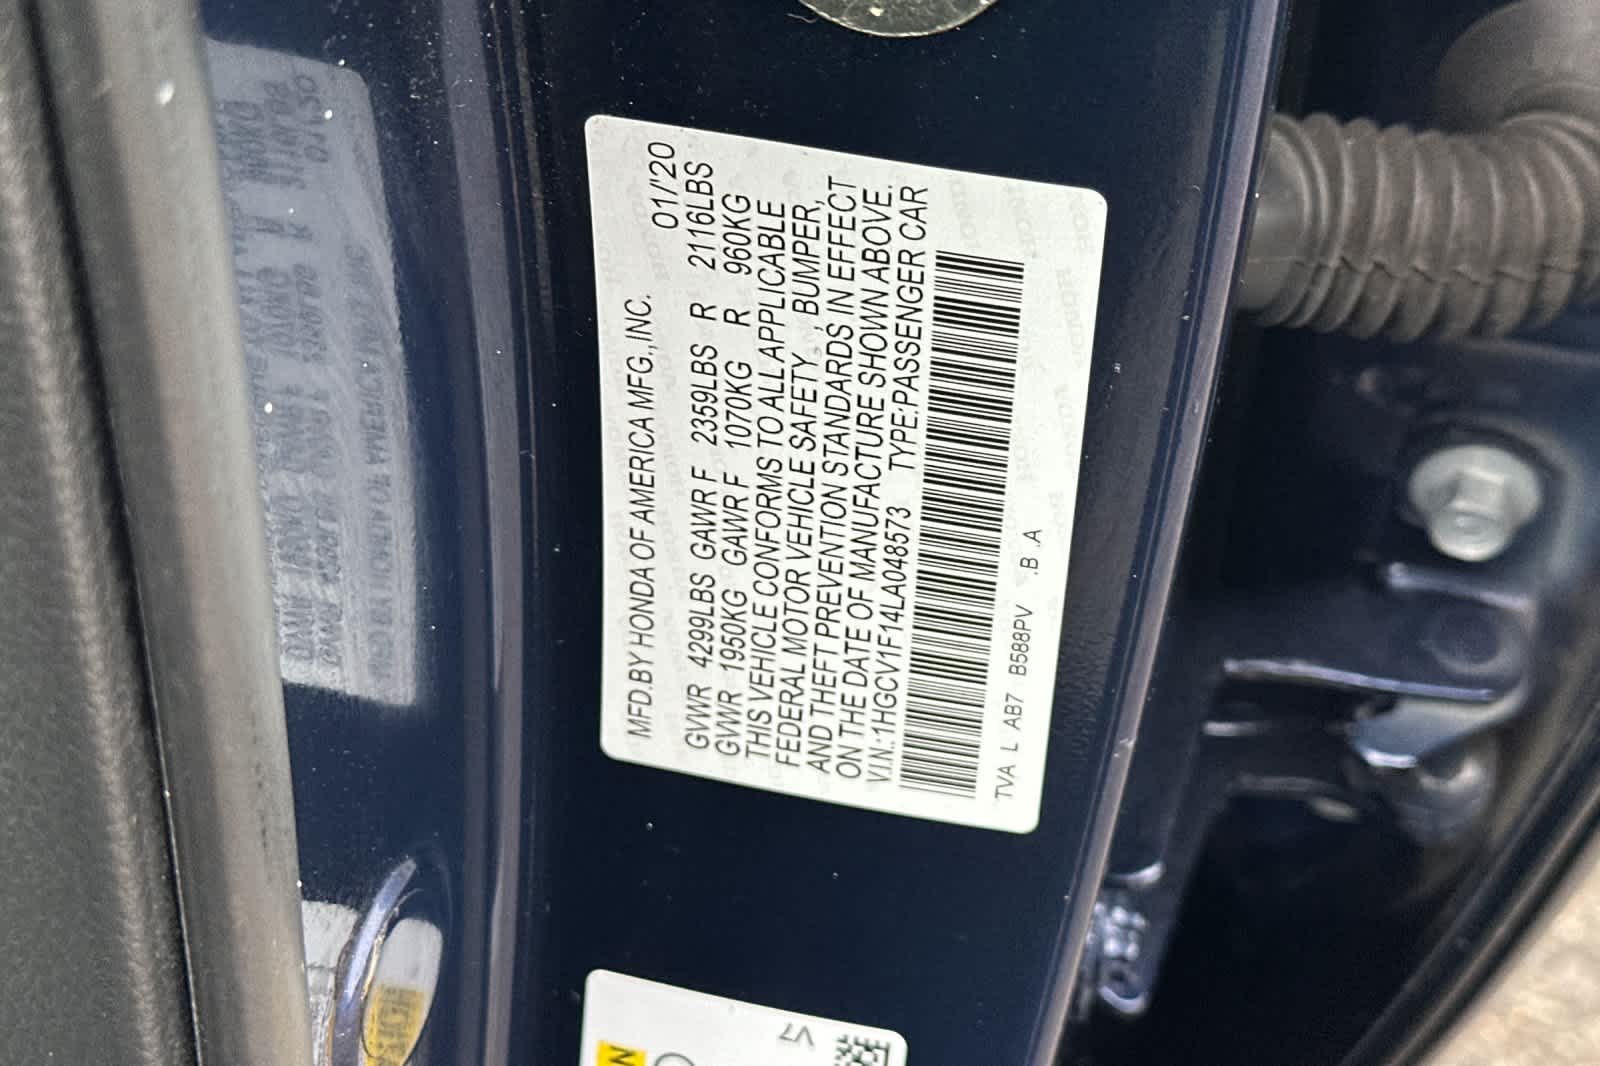 MFD.BY HONDA OF AMERICA MFG.,INC. 01/'20
GVWR 4299LBS GAWR F 2359LBS R 2116LBS
GVWR 1950KG GAWR F 1070KG R 960KG
THIS VEHICLE CONFORMS TO ALL APPLICABLE
FEDERAL MOTOR VEHICLE SAFETY, BUMPER,
AND THEFT PREVENTION STANDARDS IN EFFECT
ON THE DATE OF MANUFACTURE SHOWN ABOVE.
V.I.N.:1HGCV1F14LA048573 TYPE:PASSENGER CAR
TVA L AB7 B588PV .B .A
V7